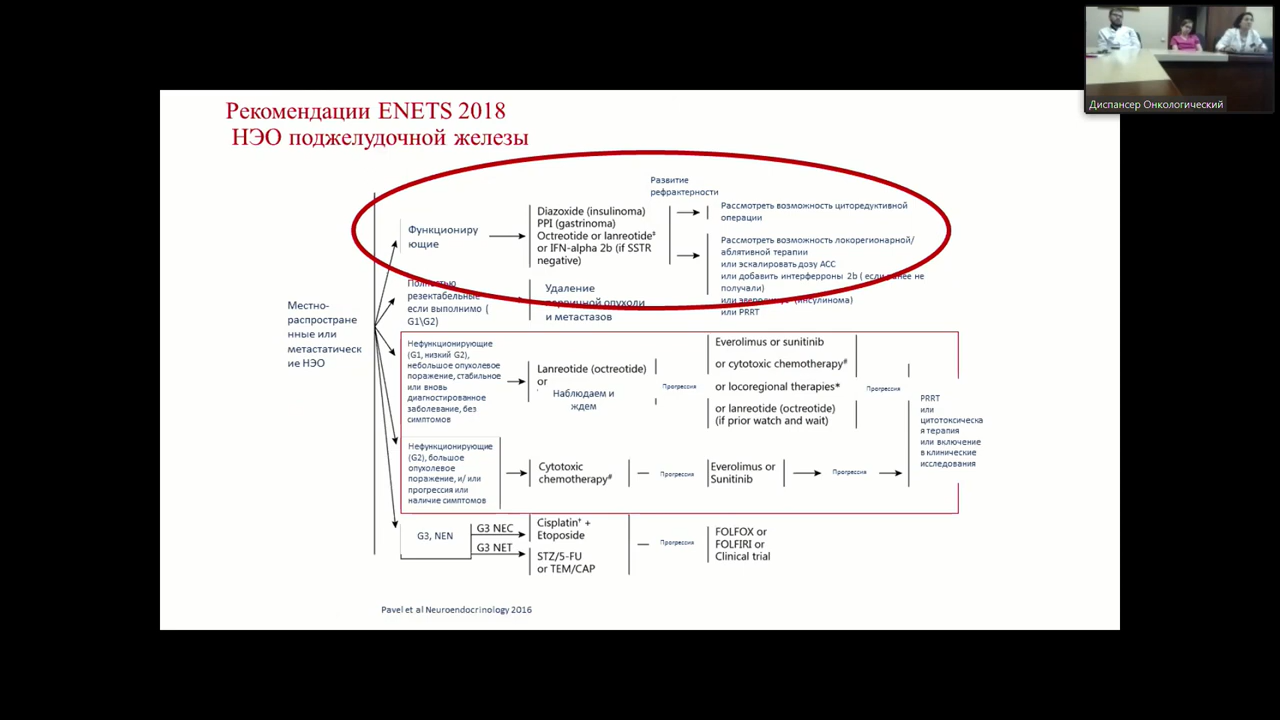 Диспансер Онкологический
Рекомендации ENETS 2018
НЭО поджелудочной железы
Развитие
рефрактерности
Функциониру
ющие
Diazoxide (insulinoma)
PPI (gastrinoma)
Octreotide or lanreotide‡
or IFN-alpha 2b (if SSTR
negative)
Рассмотреть возможность циторедуктивной
операции
Рассмотреть возможность локорегионарной/
аблятивной терапии
или эскалировать дозу АСС
или добавить интерфероны 2b ( если ранее не
получали)
(инсулинома)
или PRRT
Местно-
распростране
нные или
метастатическ
ие НЭО
Полностью
резектабельные
если выполнимо (
G1\G2)
Удаление
первичной опухоли
и метастазов
Нефункционирующие
(G1, низкий G2),
небольшое опухолевое
поражение, стабильное
или вновь
диагностированное
заболевание, без
симптомов
Lanreotide (octreotide)
or
Наблюдаем и
ждем
Прогрессия
Everolimus or sunitinib
or cytotoxic chemotherapy#
or locoregional therapies*
or lanreotide (octreotide)
(if prior watch and wait)
Прогрессия
PRRT
или
цитотоксическа
я терапия
или включение
в клинические
исследования
Нефункционирующие
(G2), большое
опухолевое
поражение, и/ или
прогрессия или
наличие симптомов
Cytotoxic
chemotherapy#
Прогрессия
Everolimus or
Sunitinib
Прогрессия
G3, NEN
G3 NEC
G3 NET
Cisplatin† +
Etoposide
STZ/5-FU
or TEM/CAP
Прогрессия
FOLFOX or
FOLFIRI or
Clinical trial
Pavel et al Neuroendocrinology 2016